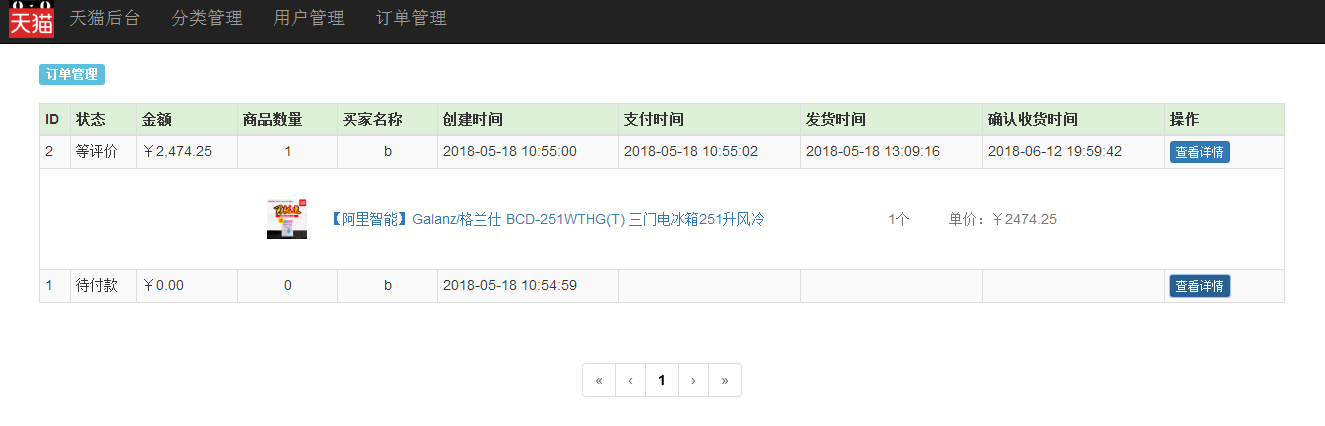 天猫 天猫后台 分类管理 用户管理 订单管理
订单管理
ID 状态 金额 商品数量 买家名称 创建时间 支付时间 发货时间 确认收货时间 操作
2 等评价 ￥2,474.25 1 b 2018-05-18 10:55:00 2018-05-18 10:55:02 2018-05-18 13:09:16 2018-06-12 19:59:42 查看详情
【阿里智能】Galanz/格兰仕 BCD-251WTHG(T) 三门电冰箱251升风冷 1个 单价：￥2474.25
1 待付款 ￥0.00 0 b 2018-05-18 10:54:59 查看详情
« ‹ 1 › »